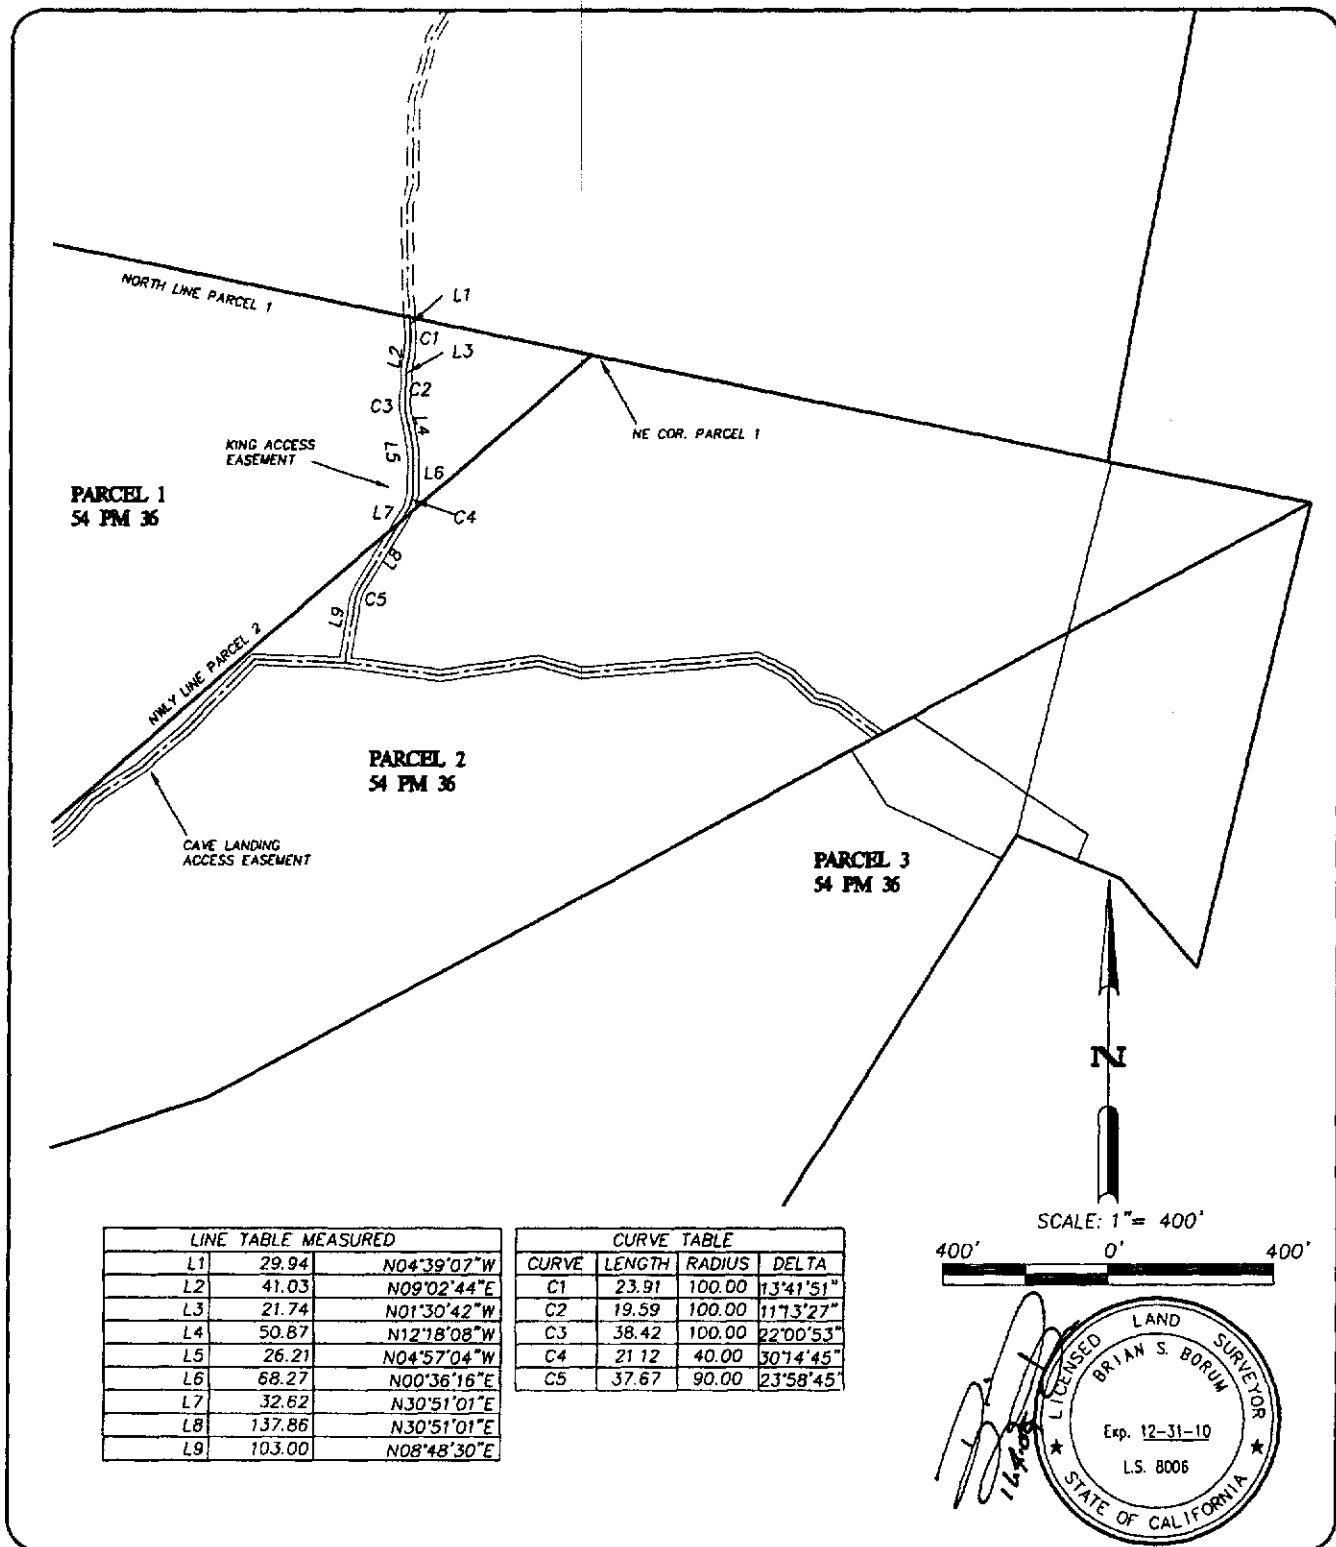 NORTH LINE PARCEL 1
L1
C1
L2
L3
C2
C3
L4
NE COR. PARCEL 1
KING ACCESS
EASEMENT
L5
L6
PARCEL 1
54 PM 36
L7
C4
L8
C5
L9
NWLY LINE PARCEL 2
PARCEL 2
54 PM 36
CAVE LANDING
ACCESS EASEMENT
PARCEL 3
54 PM 36
N
SCALE: 1"= 400'
400' 0' 400'
LINE TABLE MEASURED
L1 29.94 N04°39'07"W
L2 41.03 N09°02'44"E
L3 21.74 N01°30'42"W
L4 50.87 N12°18'08"W
L5 26.21 N04°57'04"W
L6 68.27 N00°36'16"E
L7 32.62 N30°51'01"E
L8 137.86 N30°51'01"E
L9 103.00 N08°48'30"E
CURVE TABLE
CURVE LENGTH RADIUS DELTA
C1 23.91 100.00 13°41'51"
C2 19.59 100.00 11°13'27"
C3 38.42 100.00 22°00'53"
C4 21 12 40.00 30°14'45"
C5 37.67 90.00 23°58'45"
LICENSED LAND SURVEYOR
BRIAN S. BORUM
Exp. 12-31-10
L.S. 8006
STATE OF CALIFORNIA